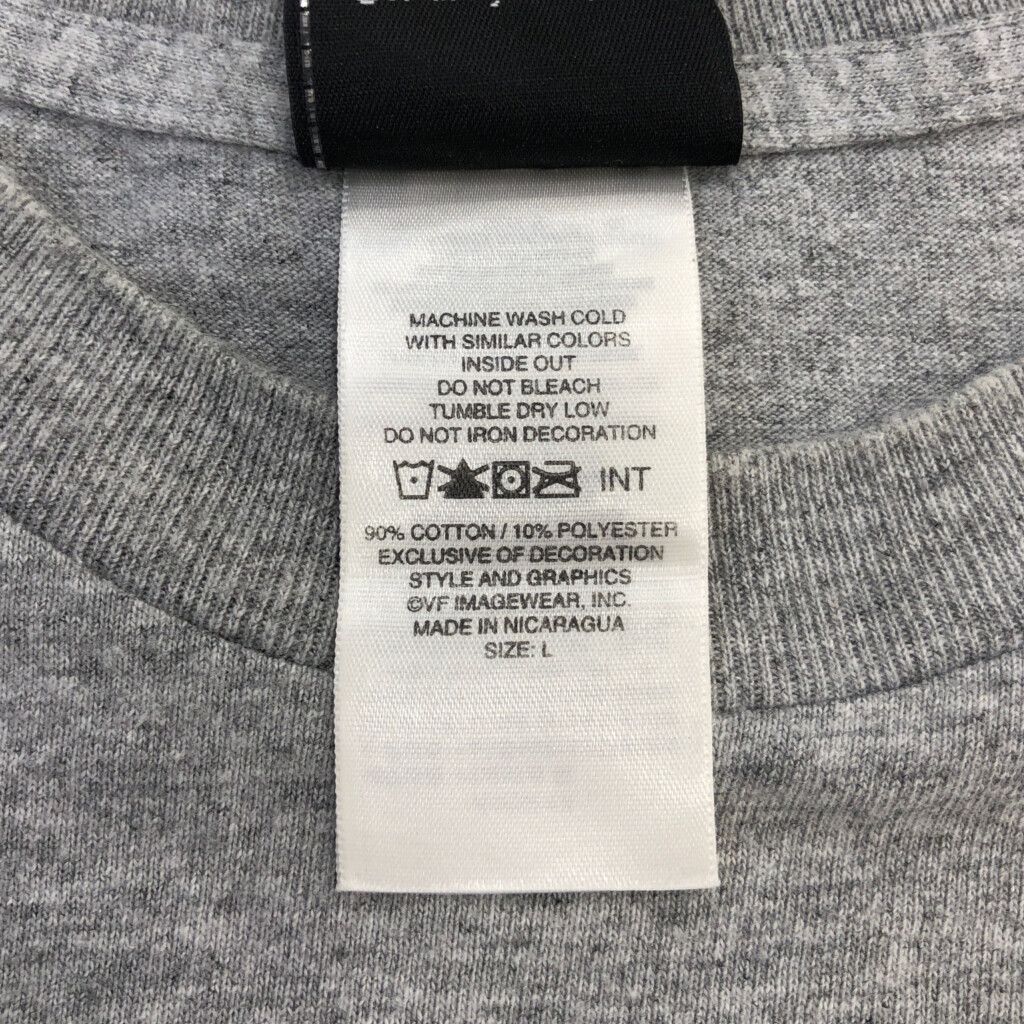 MACHINE WASH COLD
WITH SIMILAR COLORS
INSIDE OUT
DO NOT BLEACH
TUMBLE DRY LOW
DO NOT IRON DECORATION
INT
90% COTTON / 10% POLYESTER
EXCLUSIVE OF DECORATION
STYLE AND GRAPHICS
©VF IMAGEWEAR, INC.
MADE IN NICARAGUA
SIZE: L